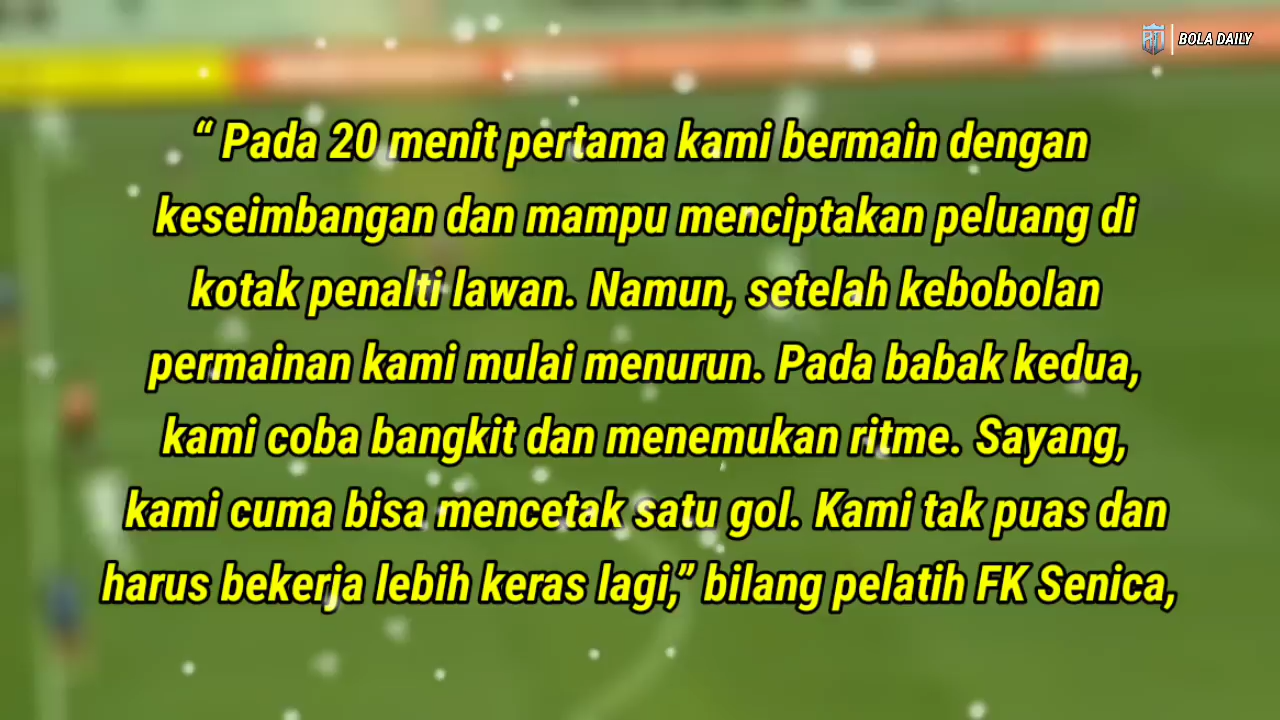 BOLA DAILY
“ Pada 20 menit pertama kami bermain dengan
keseimbangan dan mampu menciptakan peluang di
kotak penalti lawan. Namun, setelah kebobolan
permainan kami mulai menurun. Pada babak kedua,
kami coba bangkit dan menemukan ritme. Sayang,
kami cuma bisa mencetak satu gol. Kami tak puas dan
harus bekerja lebih keras lagi,” bilang pelatih FK Senica,